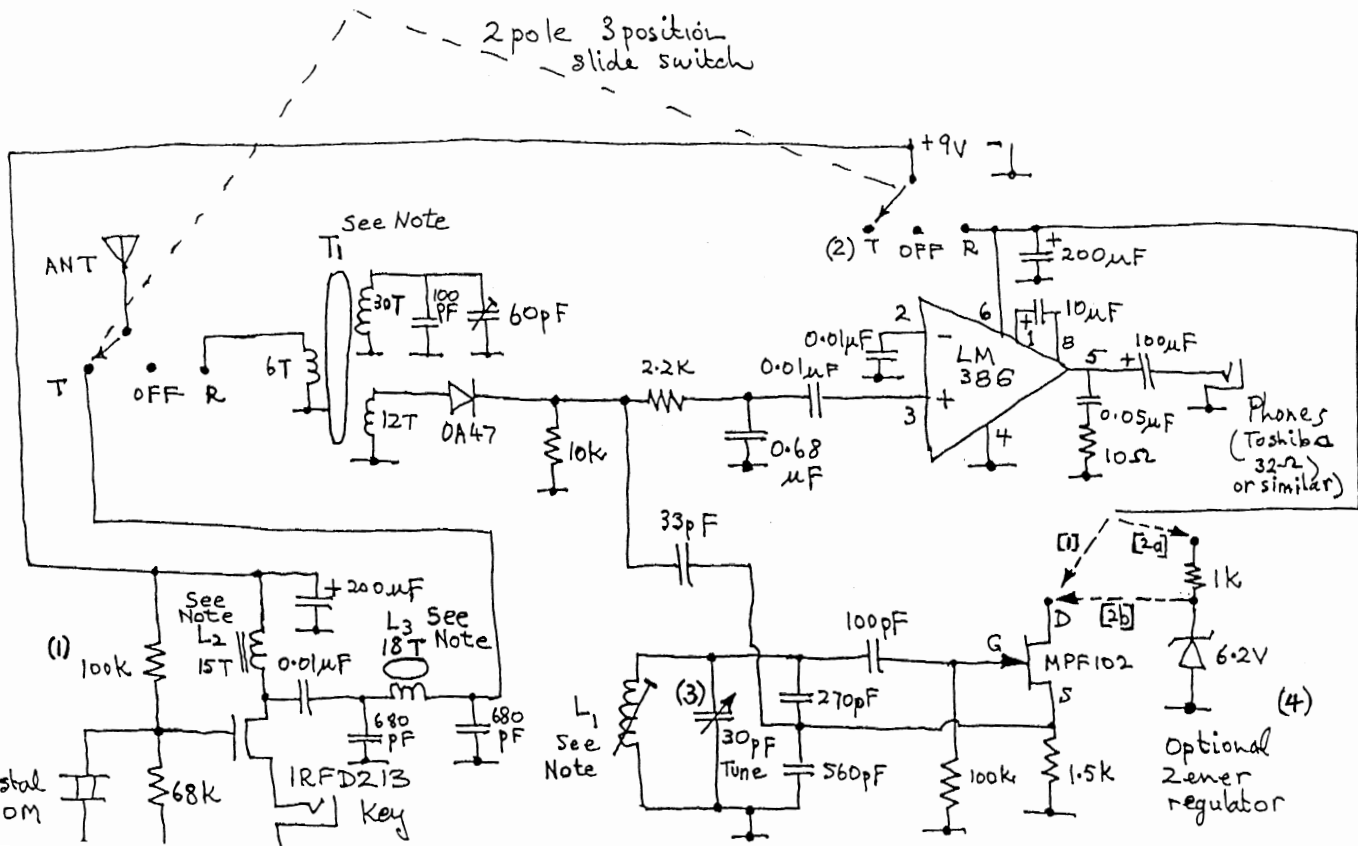 2 pole 3 position
slide switch
+9V -
See Note
T1
ANT
30T
100
PF
60pF
(2) T OFF R
+
200µF
6T
T OFF R
12T
OA47
10k
2.2K
0.68
µF
0.01µF
0.01µF
2
-
3
+
LM
386
6
+
1
10µF
8
5
4
+
100µF
0.05µF
10Ω
Phones
(Toshiba
32Ω)
or similar)
33pF
[1]
[2a]
1k
[2b]
6.2V
(4)
Optional
Zener
regulator
(1)
100k
See
Note
L2
15T
+200µF
0.01µF
L3
18T
See
Note
680
pF
680
pF
IRFD213
Key
68k
stal
OM
L1
See
Note
(3)
30pF
Tune
270pF
560pF
100pF
100k
G
D
S
MPF102
1.5k